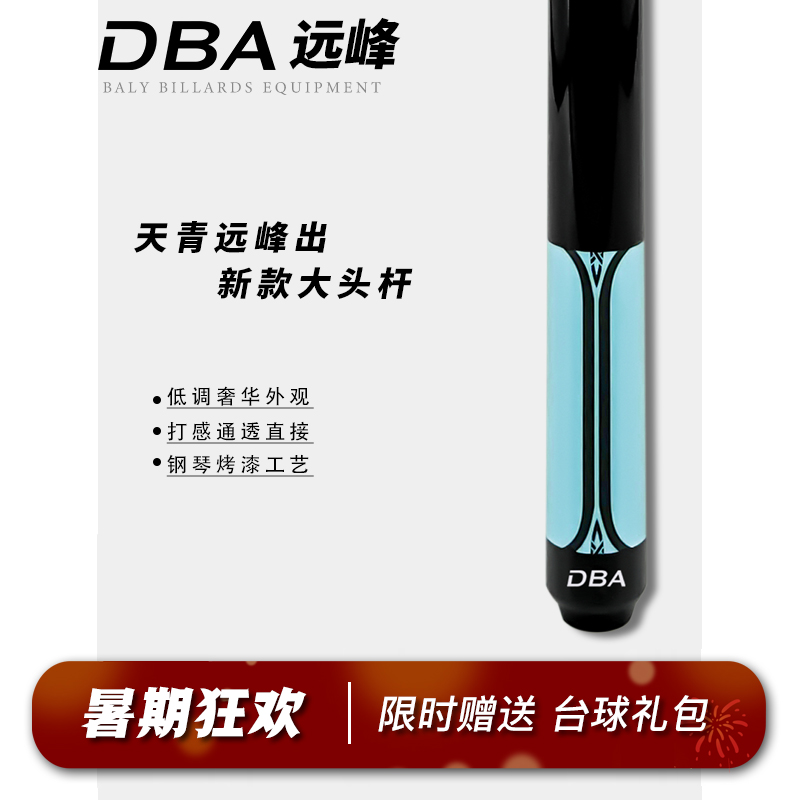 DBA 远峰
BALY BILLARDS EQUIPMENT
天青远峰出
新款大头杆
低调奢华外观
打感通透直接
钢琴烤漆工艺
DBA
暑期狂欢
限时赠送 台球礼包